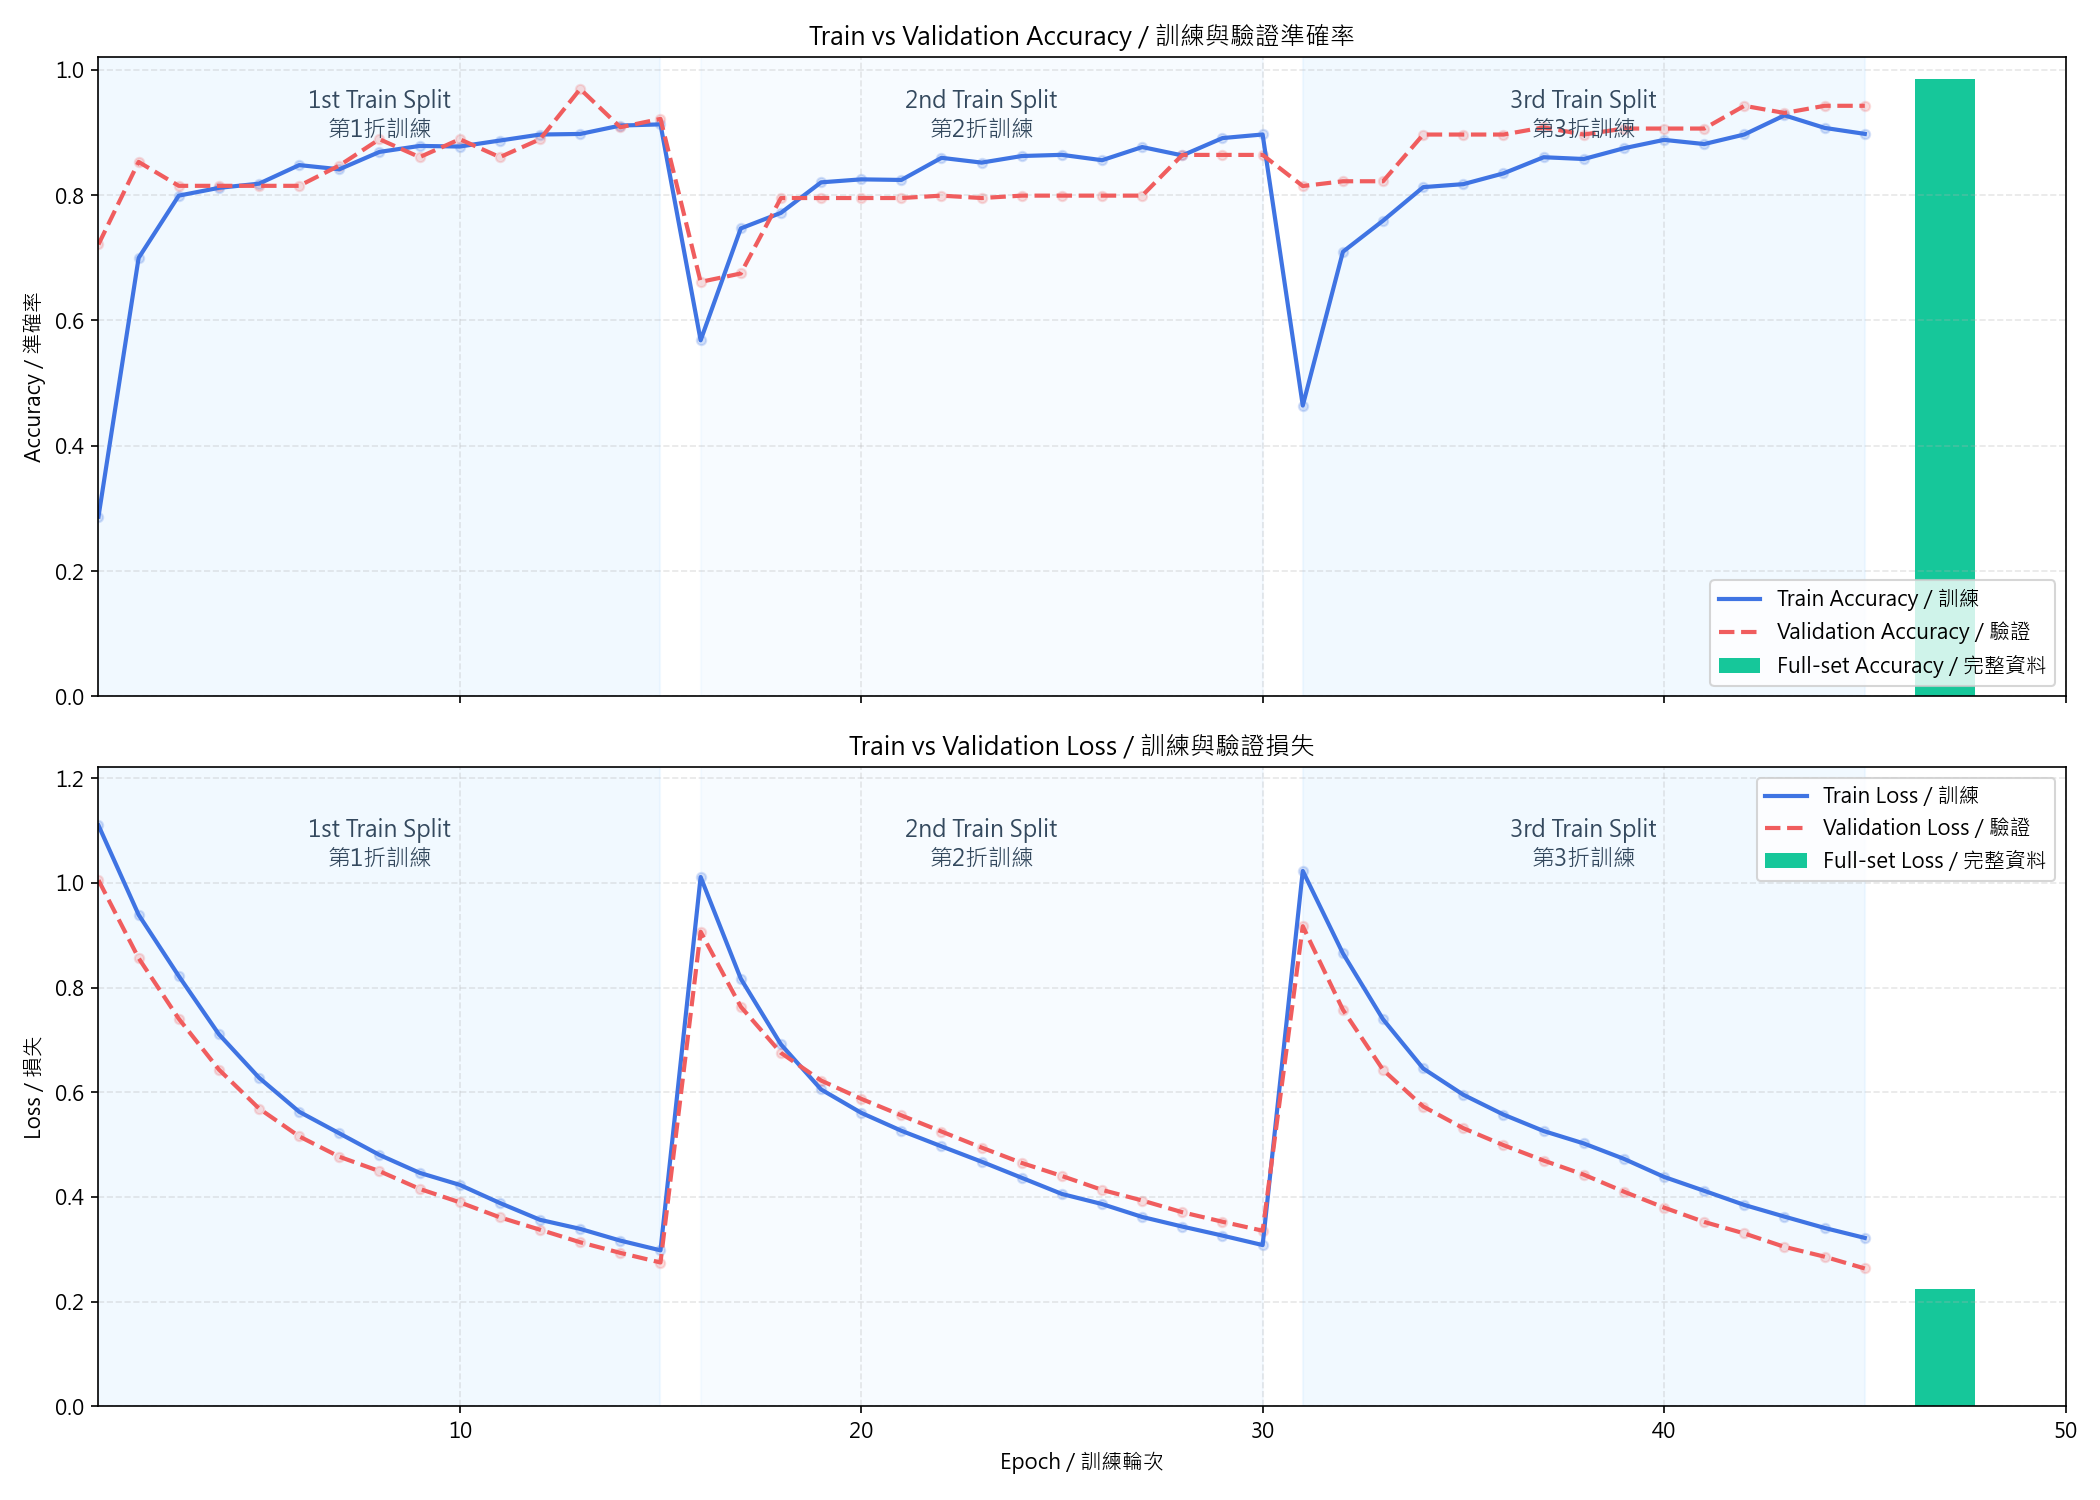 Train vs Validation Accuracy / 訓練與驗證準確率
1.0
0.8
0.6
0.4
0.2
0.0
Accuracy / 準確率
1st Train Split
第1折訓練
2nd Train Split
第2折訓練
3rd Train Split
第3折訓練
Train Accuracy / 訓練
Validation Accuracy / 驗證
Full-set Accuracy / 完整資料
Train vs Validation Loss / 訓練與驗證損失
1.2
1.0
0.8
0.6
0.4
0.2
0.0
Loss / 損失
1st Train Split
第1折訓練
2nd Train Split
第2折訓練
3rd Train Split
第3折訓練
Train Loss / 訓練
Validation Loss / 驗證
Full-set Loss / 完整資料
10
20
30
40
50
Epoch / 訓練輪次